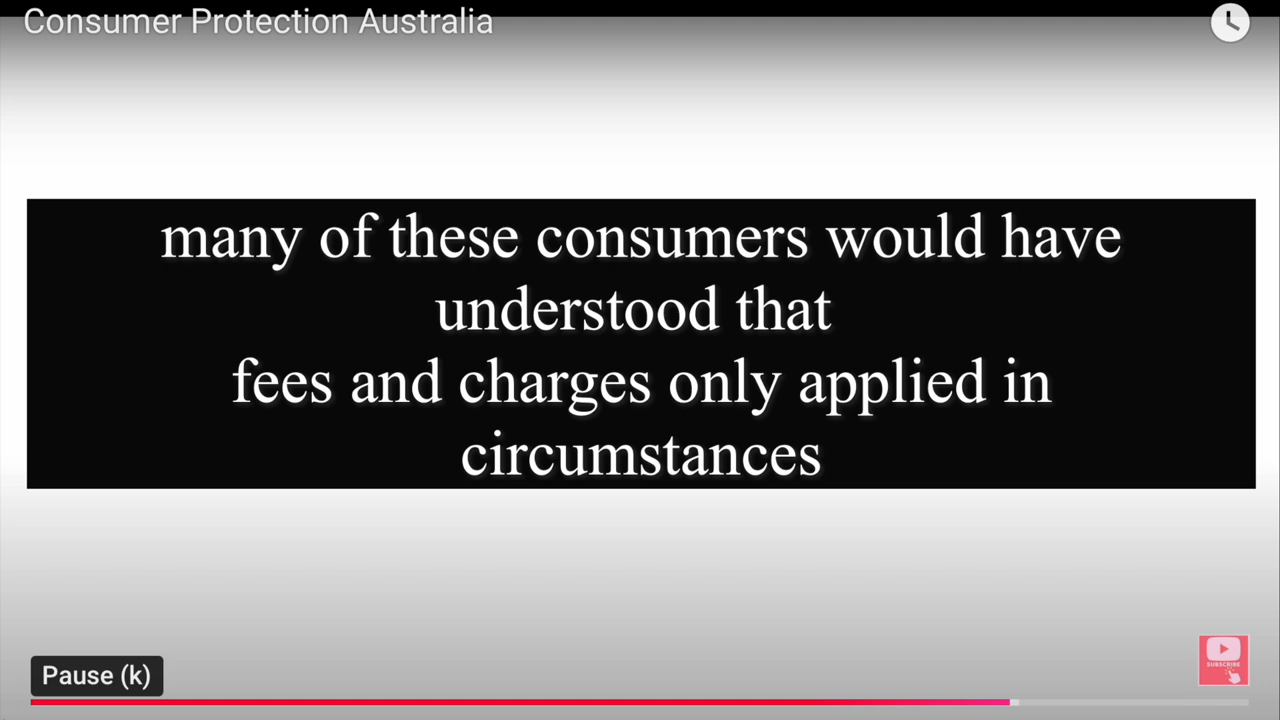 Consumer Protection Australia
many of these consumers would have
understood that
fees and charges only applied in
circumstances
SUBSCRIBE
Pause (k)